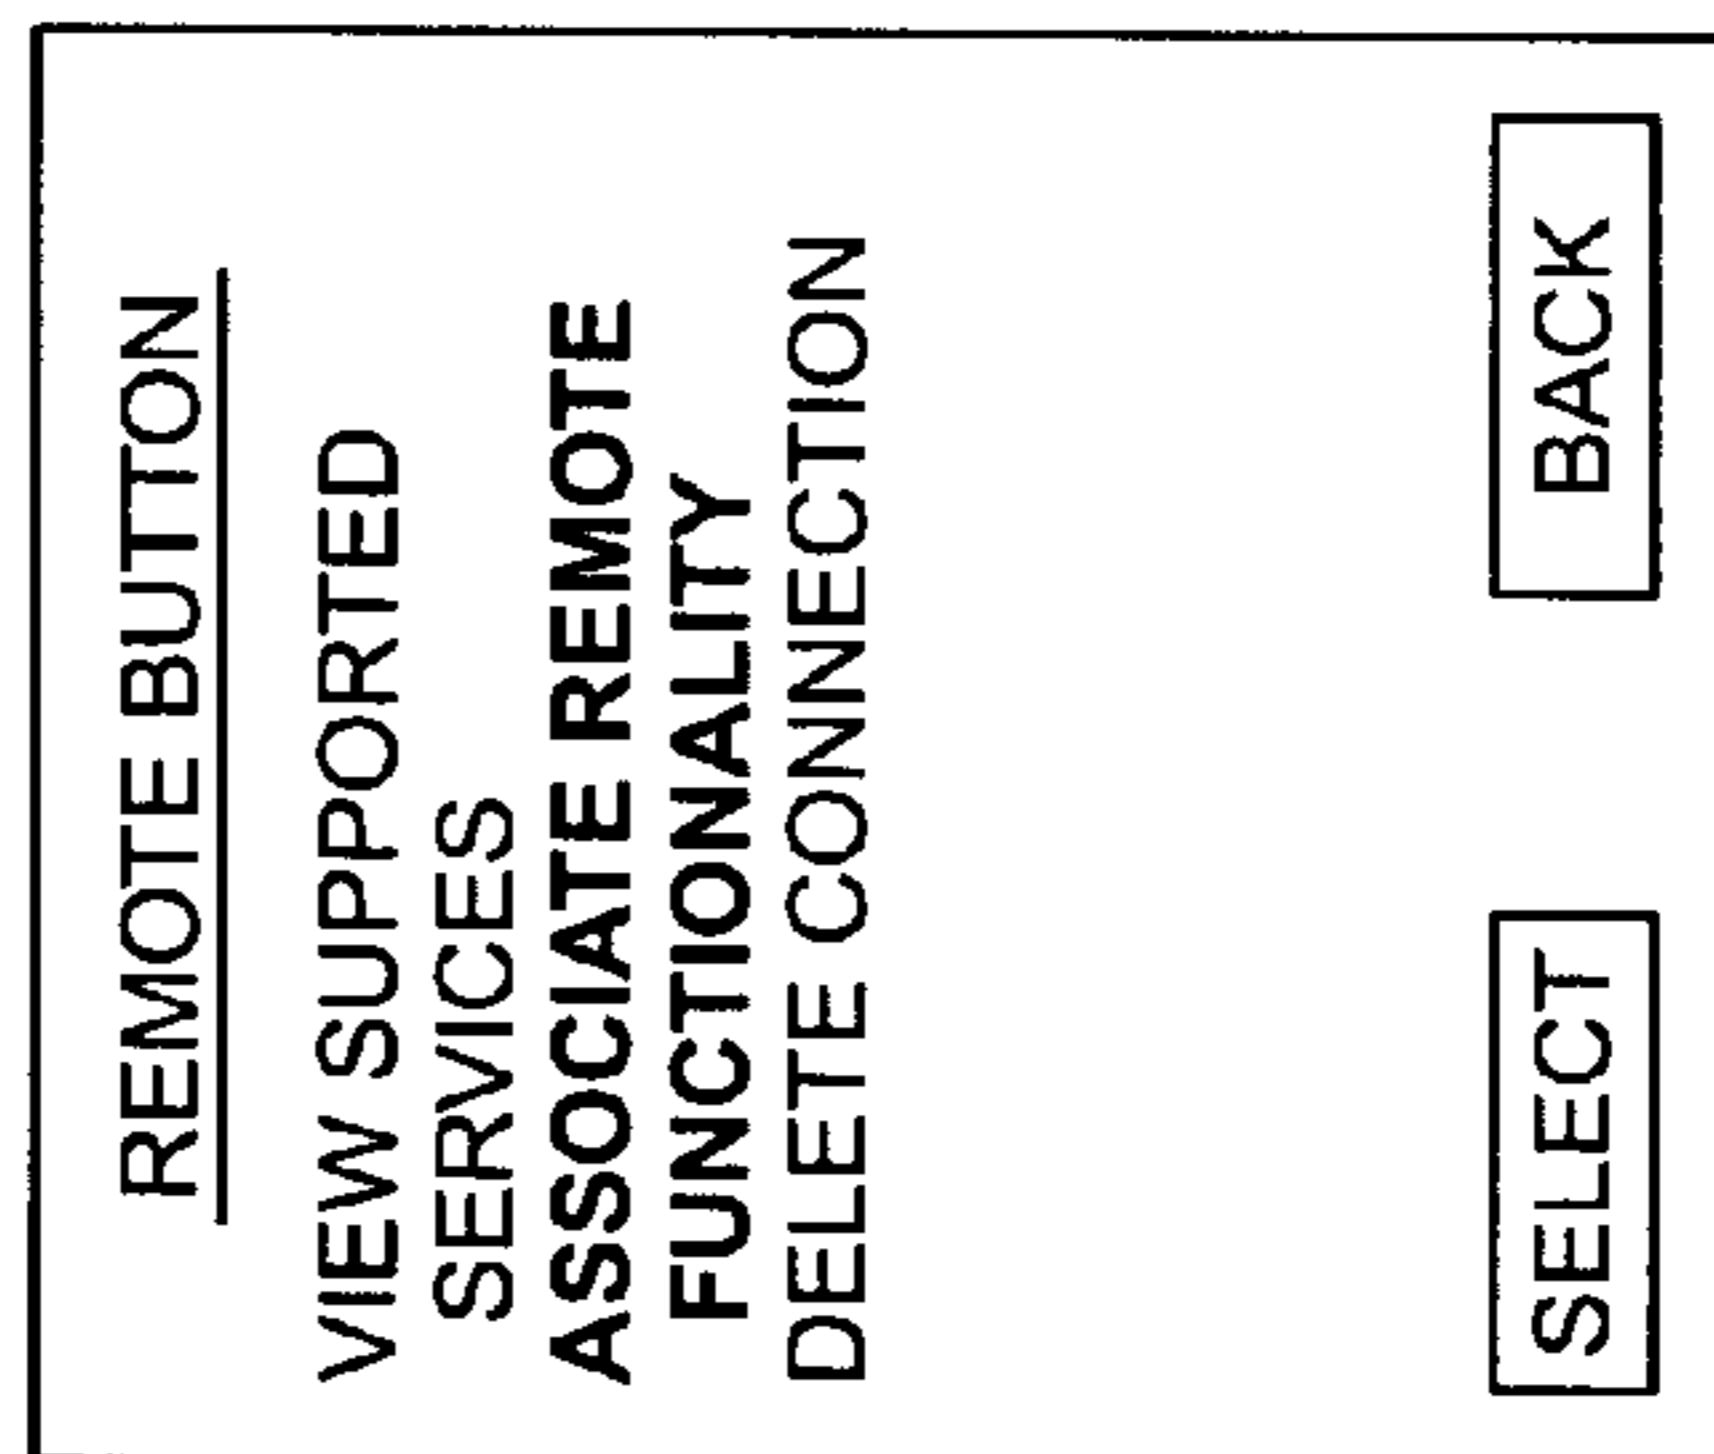 REMOTE BUTTON
VIEW SUPPORTED
SERVICES
ASSOCIATE REMOTE
FUNCTIONALITY
DELETE CONNECTION
SELECT
BACK